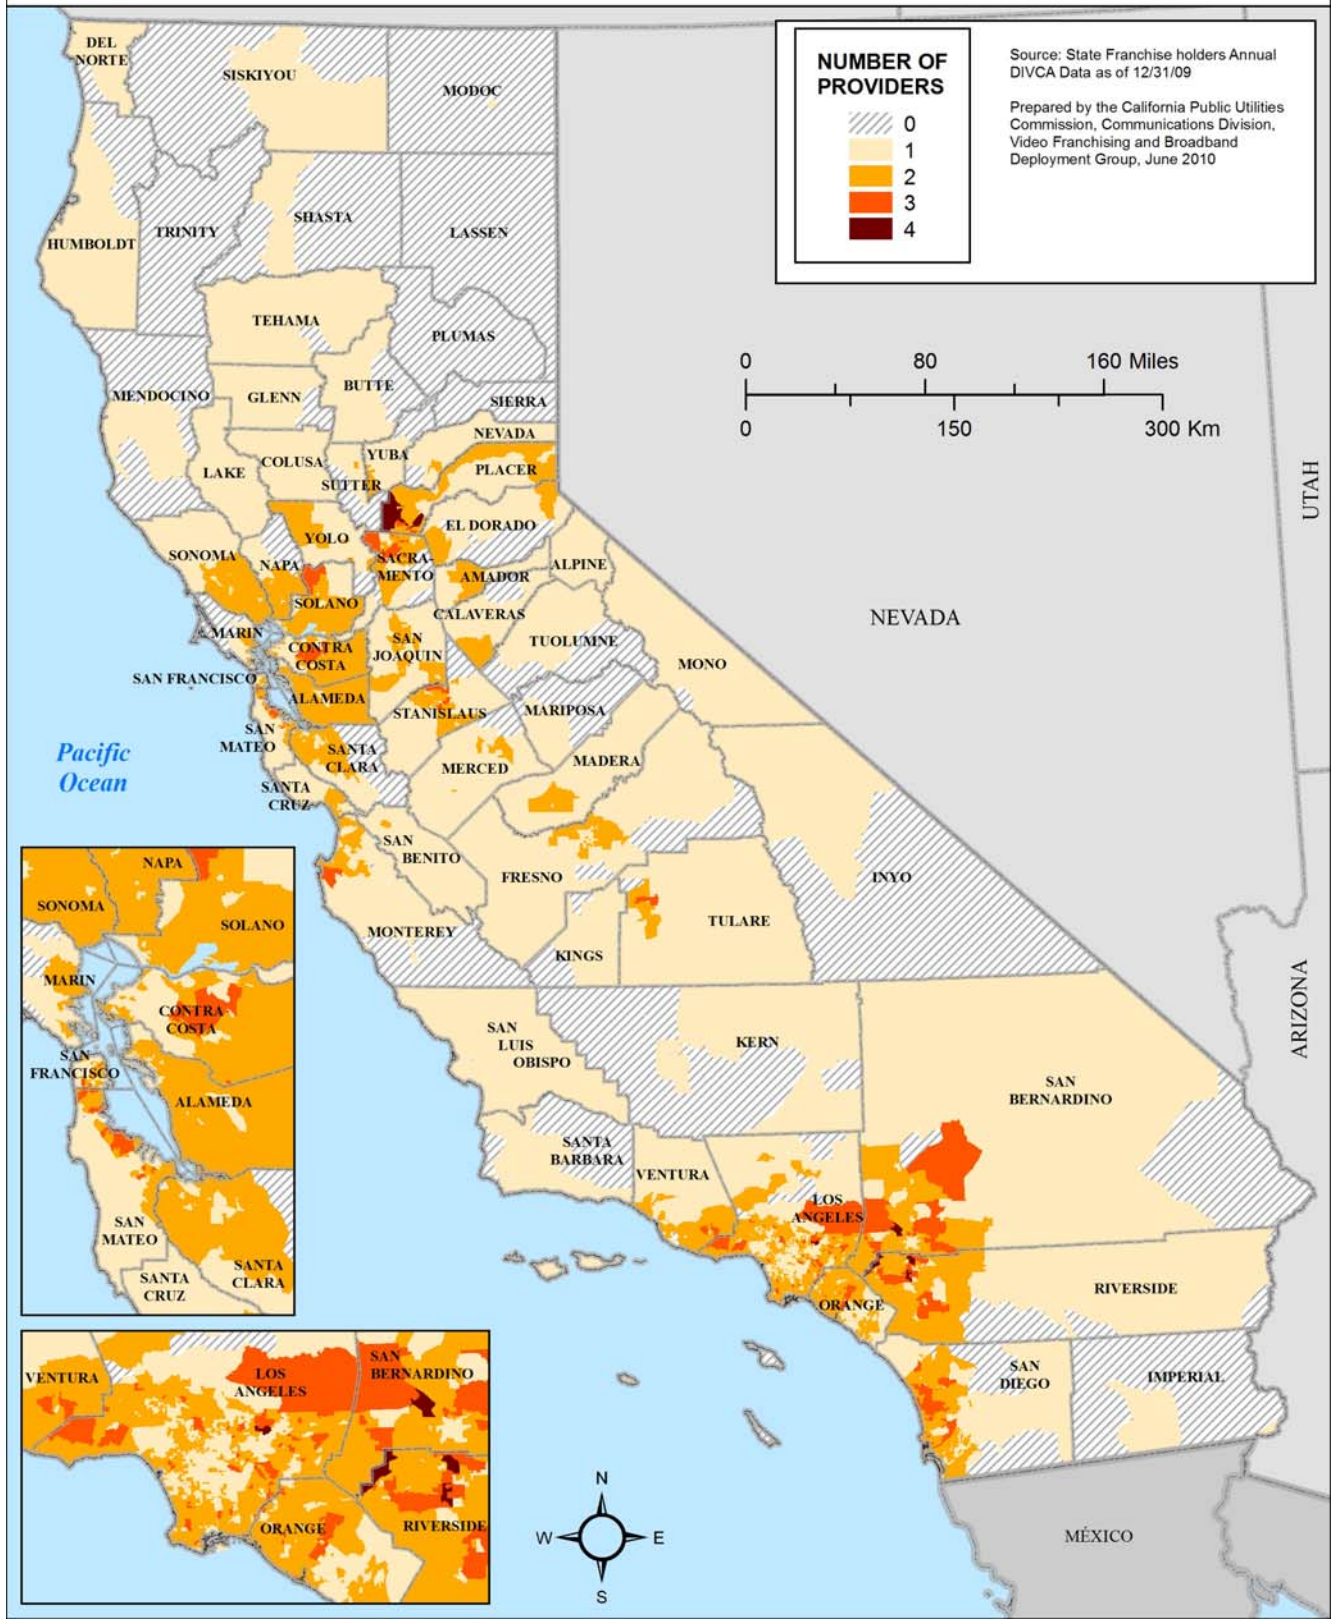 NUMBER OF
PROVIDERS
0
1
2
3
4
Source: State Franchise holders Annual
DIVCA Data as of 12/31/09
Prepared by the California Public Utilities
Commission, Communications Division,
Video Franchising and Broadband
Deployment Group, June 2010
0 80 160 Miles
0 150 300 Km
DEL
NORTE
SISKIYOU
MODOC
HUMBOLDT
TRINITY
SHASTA
LASSEN
TEHAMA
PLUMAS
MENDOCINO
GLENN
BUTTE
SIERRA
NEVADA
LAKE
COLUSA
YUBA
SUTTER
PLACER
SONOMA
NAPA
YOLO
EL DORADO
SACRA-
MENTO
AMADOR
ALPINE
SOLANO
MARIN
CALAVERAS
CONTRA
COSTA
SAN
JOAQUIN
TUOLUMNE
MONO
SAN FRANCISCO
ALAMEDA
STANISLAUS
MARIPOSA
SAN
MATEO
SANTA
CLARA
MERCED
MADERA
SANTA
CRUZ
SAN
BENITO
FRESNO
INYO
MONTEREY
KINGS
TULARE
SAN
LUIS
OBISPO
KERN
SAN
BERNARDINO
SANTA
BARBARA
VENTURA
LOS
ANGELES
ORANGE
RIVERSIDE
SAN
DIEGO
IMPERIAL
NEVADA
UTAH
ARIZONA
MÉXICO
Pacific
Ocean
NAPA
SONOMA
SOLANO
MARIN
CONTRA
COSTA
SAN
FRANCISCO
ALAMEDA
SAN
MATEO
SANTA
CLARA
SANTA
CRUZ
VENTURA
LOS
ANGELES
SAN
BERNARDINO
ORANGE
RIVERSIDE
N
W E
S